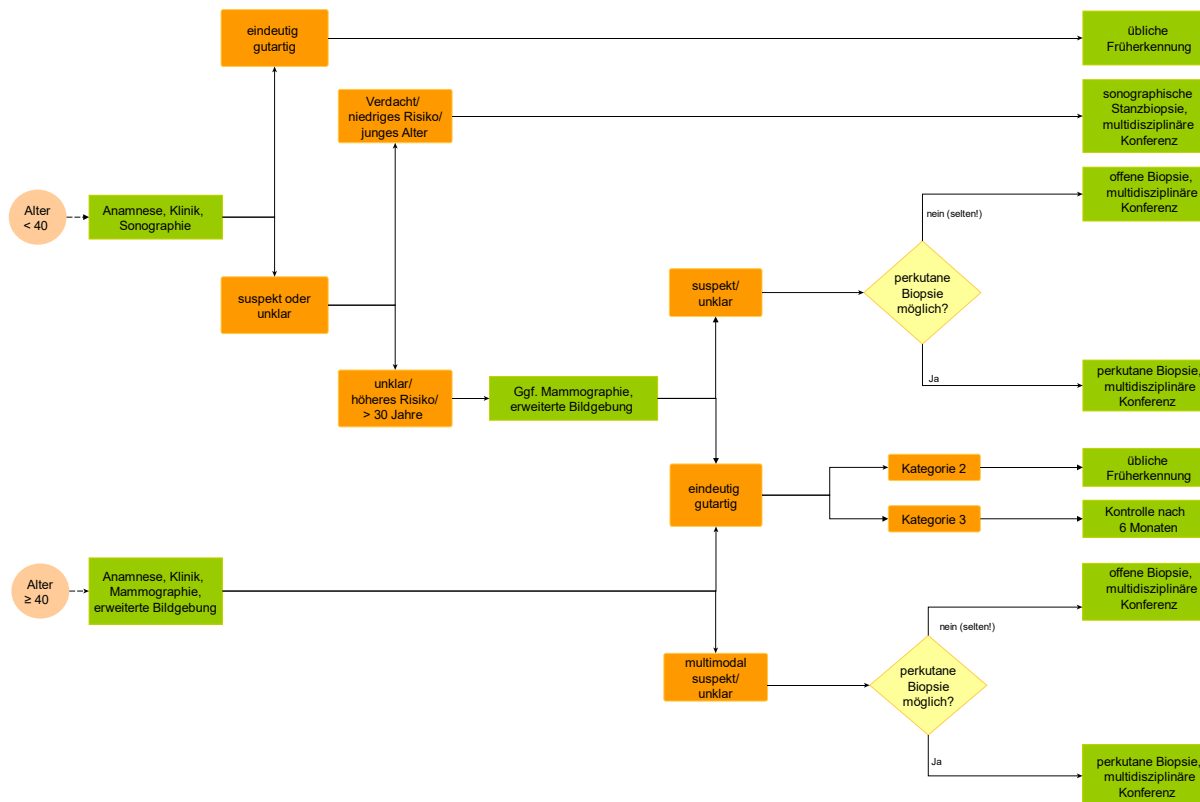 eindeutig
gutartig
übliche
Früherkennung
Verdacht/
niedriges Risiko/
junges Alter
sonographische
Stanzbiopsie,
multidisziplinäre
Konferenz
Alter
< 40
Anamnese, Klinik,
Sonographie
offene Biopsie,
multidisziplinäre
Konferenz
nein (selten!)
suspekt oder
unklar
suspekt/
unklar
perkutane
Biopsie
möglich?
Ja
unklar/
höheres Risiko/
> 30 Jahre
Ggf. Mammographie,
erweiterte Bildgebung
perkutane Biopsie,
multidisziplinäre
Konferenz
eindeutig
gutartig
Kategorie 2
übliche
Früherkennung
Kategorie 3
Kontrolle nach
6 Monaten
Alter
≥ 40
Anamnese, Klinik,
Mammographie,
erweiterte Bildgebung
offene Biopsie,
multidisziplinäre
Konferenz
nein (selten!)
multimodal
suspekt/
unklar
perkutane
Biopsie
möglich?
Ja
perkutane Biopsie,
multidisziplinäre
Konferenz